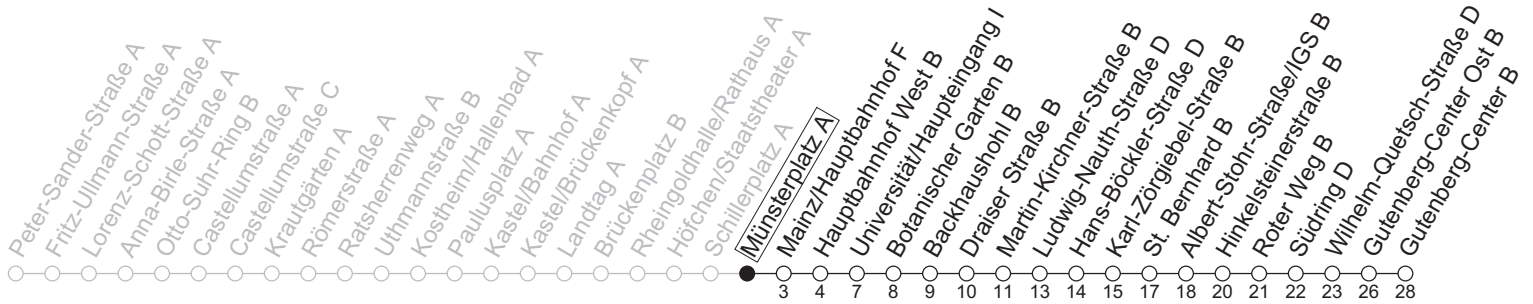 Peter-Sander-Straße A
Fritz-Ullmann-Straße A
Lorenz-Schott-Straße A
Anna-Birle-Straße A
Otto-Suhr-Ring B
Castellumstraße A
Castellumstraße C
Krautgärten A
Römerstraße A
Ratsherrenweg A
Uthmannstraße B
Kostheim/Hallenbad A
Paulusplatz A
Kastel/Bahnhof A
Kastel/Brückenkopf A
Landtag A
Brückenplatz B
Rheingoldhalle/Rathaus A
Höfchen/Staatstheater A
Schillerplatz A
Münsterplatz A
Mainz/Hauptbahnhof F
Hauptbahnhof West B
Universität/Haupteingang I
Botanischer Garten B
Backhaushohl B
Draiser Straße B
Martin-Kirchner-Straße B
Ludwig-Nauth-Straße D
Hans-Böckler-Straße D
Karl-Zörgiebel-Straße B
St. Bernhard B
Albert-Stohr-Straße/IGS B
Hinkelsteinerstraße B
Roter Weg B
Südring D
Wilhelm-Quetsch-Straße D
Gutenberg-Center Ost B
Gutenberg-Center B
3 4 7 8 9 10 11 13 14 15 17 18 20 21 22 23 26 28